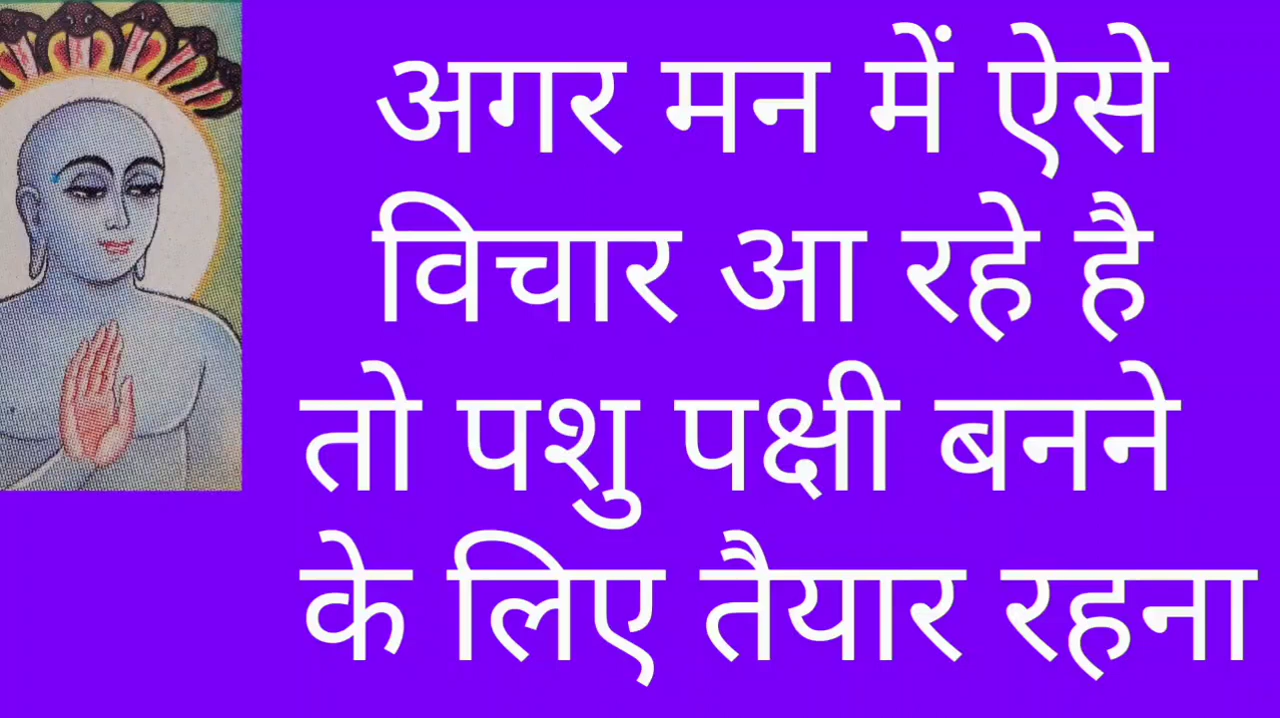 अगर मन में ऐसे
विचार आ रहे है
तो पशु पक्षी बनने
के लिए तैयार रहना